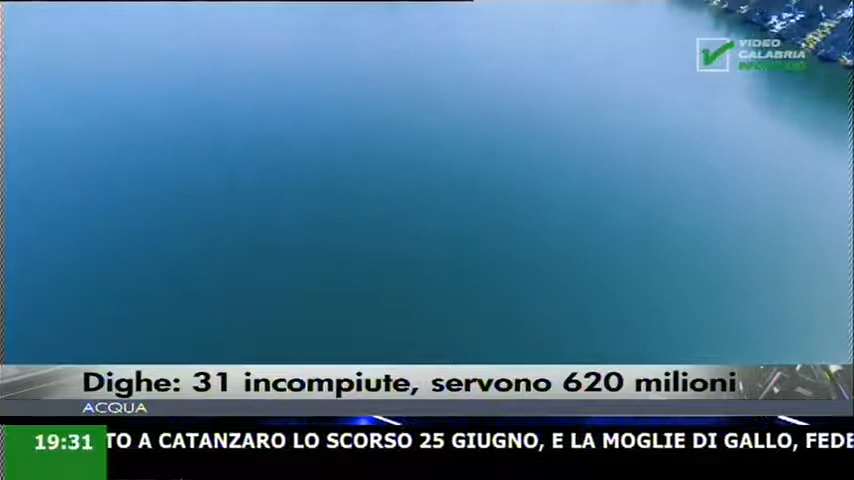 VIDEO
CALABRIA
Dighe: 31 incompiute, servono 620 milioni
ACQUA
19:31 TO A CATANZARO LO SCORSO 25 GIUGNO, E LA MOGLIE DI GALLO, FEDE